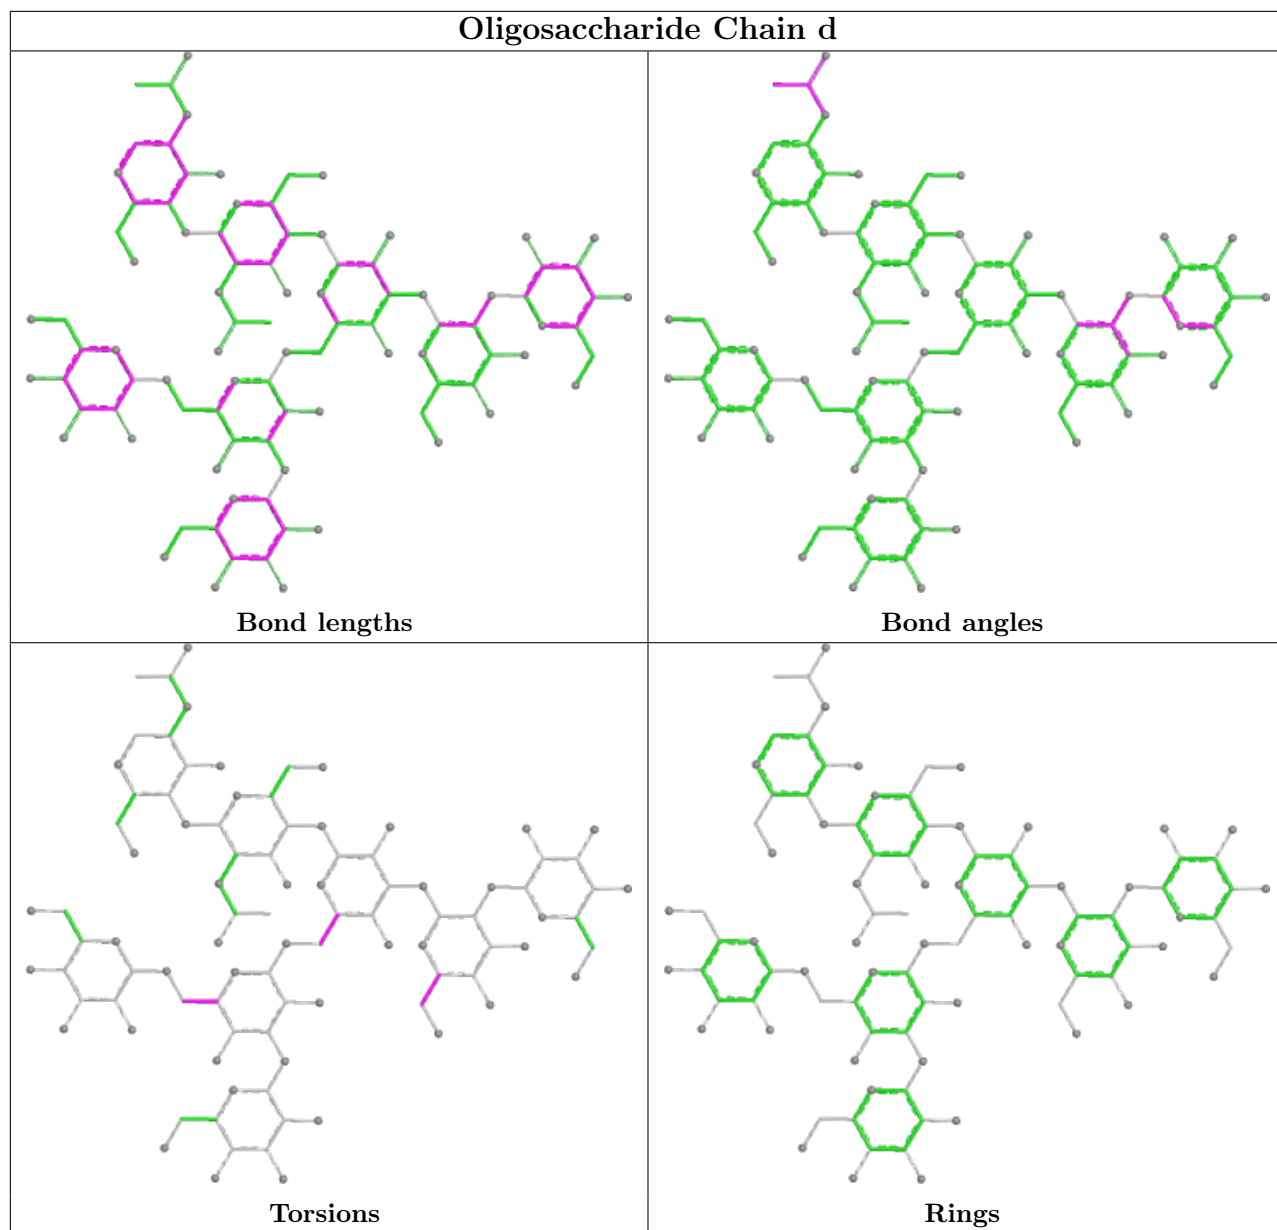 Oligosaccharide Chain d
Bond lengths
Bond angles
Torsions
Rings